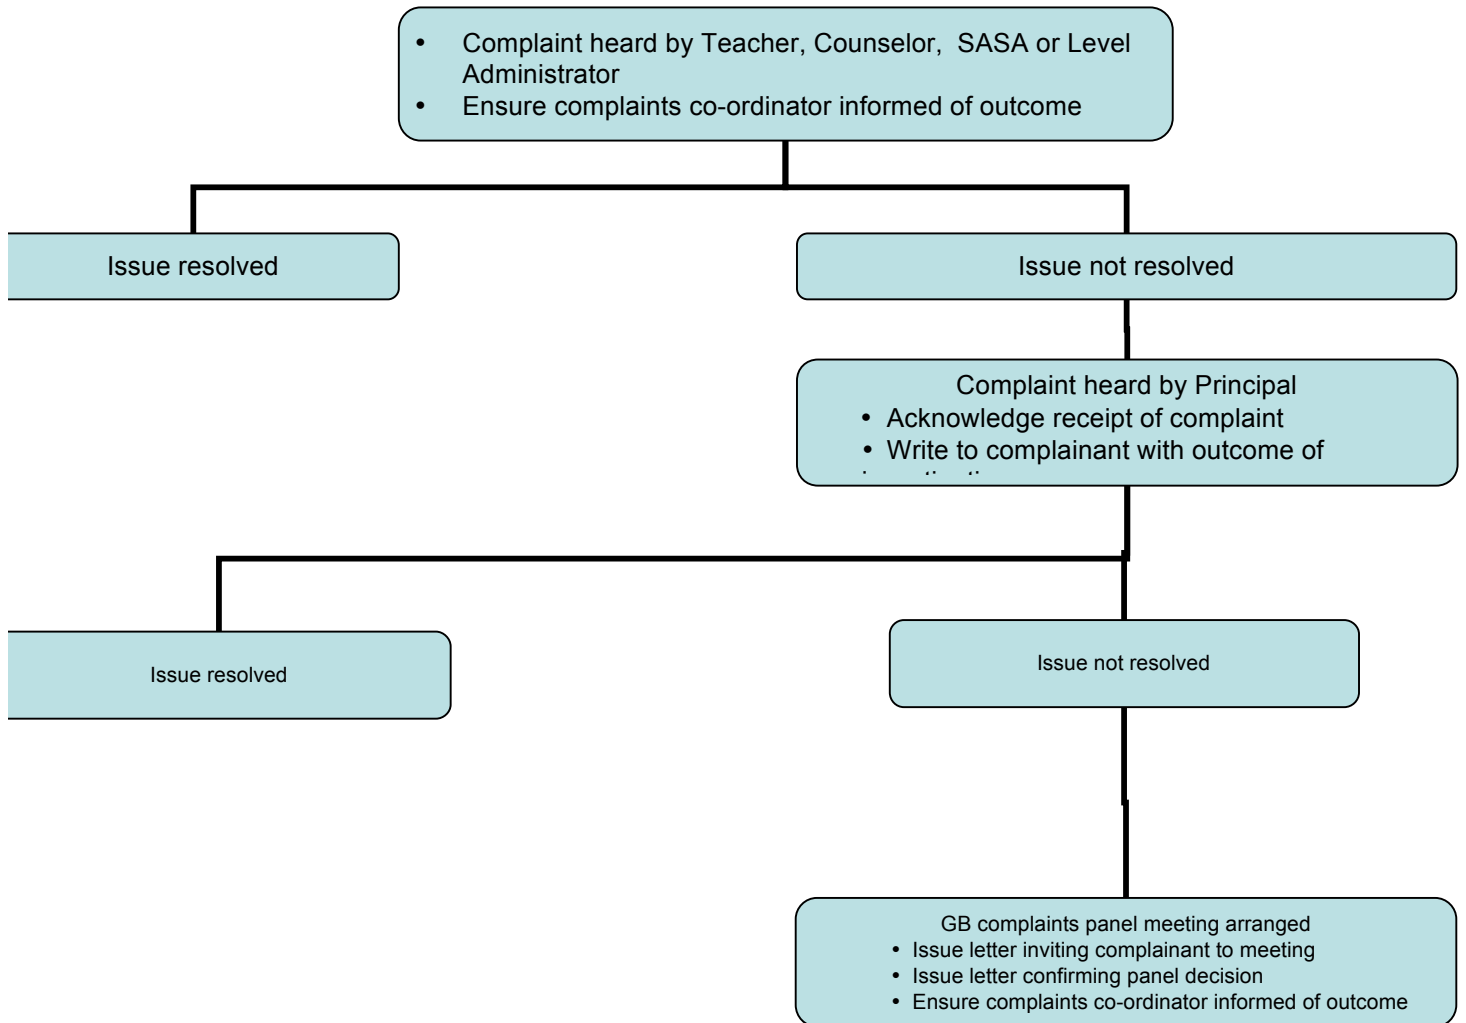 • Complaint heard by Teacher, Counselor, SASA or Level
Administrator
• Ensure complaints co-ordinator informed of outcome
Issue resolved
Issue not resolved
Complaint heard by Principal
• Acknowledge receipt of complaint
• Write to complainant with outcome of
Issue resolved
Issue not resolved
GB complaints panel meeting arranged
• Issue letter inviting complainant to meeting
• Issue letter confirming panel decision
• Ensure complaints co-ordinator informed of outcome